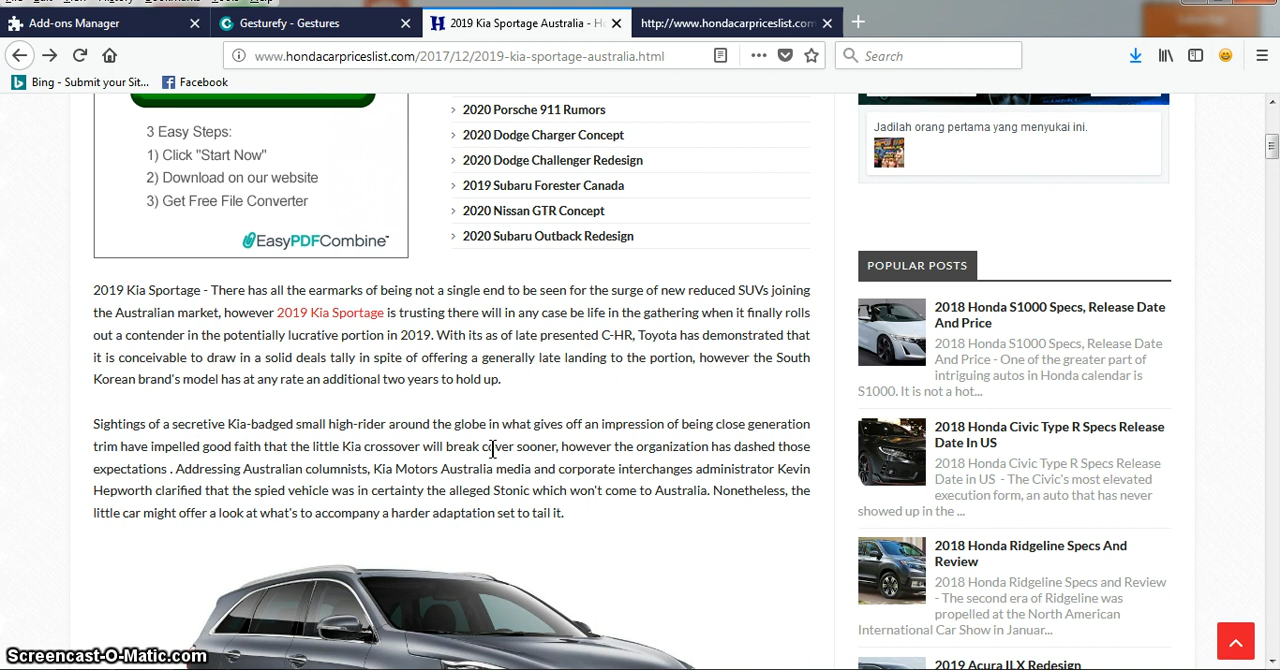 Add-ons Manager
Gesturefy - Gestures
2019 Kia Sportage Australia - H
http://www.hondacarpriceslist.com
www.hondacarpriceslist.com/2017/12/2019-kia-sportage-australia.html
Search
Bing - Submit your Sit...
Facebook
3 Easy Steps:
1) Click "Start Now"
2) Download on our website
3) Get Free File Converter
EasyPDFCombine™
2020 Porsche 911 Rumors
2020 Dodge Charger Concept
2020 Dodge Challenger Redesign
2019 Subaru Forester Canada
2020 Nissan GTR Concept
2020 Subaru Outback Redesign
Jadilah orang pertama yang menyukai ini.
2019 Kia Sportage - There has all the earmarks of being not a single end to be seen for the surge of new reduced SUVs joining
the Australian market, however 2019 Kia Sportage is trusting there will in any case be life in the gathering when it finally rolls
out a contender in the potentially lucrative portion in 2019. With its as of late presented C-HR, Toyota has demonstrated that
it is conceivable to draw in a solid deals tally in spite of offering a generally late landing to the portion, however the South
Korean brand's model has at any rate an additional two years to hold up.
Sightings of a secretive Kia-badged small high-rider around the globe in what gives off an impression of being close generation
trim have impelled good faith that the little Kia crossover will break cover sooner, however the organization has dashed those
expectations . Addressing Australian columnists, Kia Motors Australia media and corporate interchanges administrator Kevin
Hepworth clarified that the spied vehicle was in certainty the alleged Stonic which won't come to Australia. Nonetheless, the
little car might offer a look at what's to accompany a harder adaptation set to tail it.
POPULAR POSTS
2018 Honda S1000 Specs, Release Date
And Price
2018 Honda S1000 Specs, Release Date
And Price - One of the greater part of
intriguing autos in Honda calendar is
S1000. It is not a hot...
2018 Honda Civic Type R Specs Release
Date In US
2018 Honda Civic Type R Specs Release
Date in US - The Civic's most elevated
execution form, an auto that has never
showed up in the ...
2018 Honda Ridgeline Specs And
Review
2018 Honda Ridgeline Specs and Review
- The second era of Ridgeline was
propelled at the North American
International Car Show in Januar...
2019 Acura ILX Redesign
Screencast-O-Matic.com